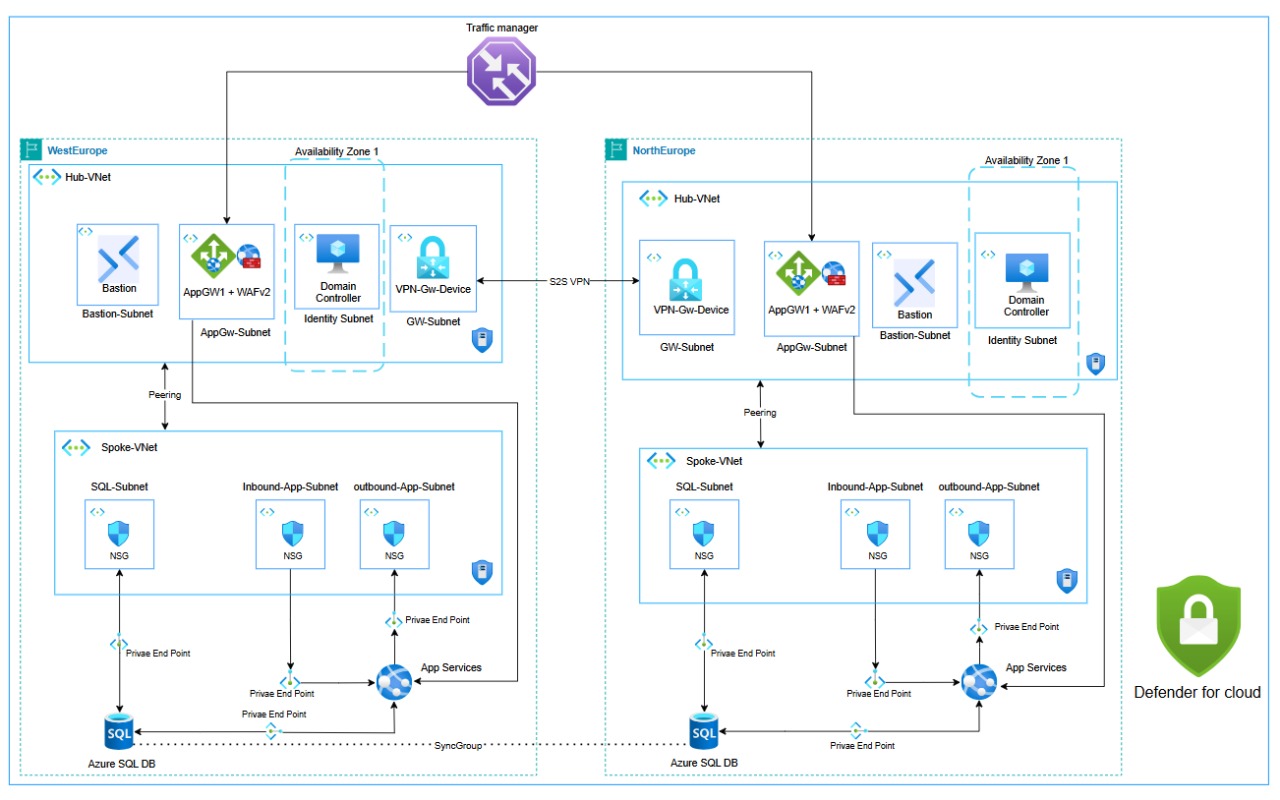 Traffic manager
WestEurope
Availability Zone 1
Hub-VNet
Bastion
Bastion-Subnet
AppGW1 + WAFv2
AppGw-Subnet
Domain
Controller
Identity Subnet
VPN-Gw-Device
GW-Subnet
S2S VPN
Peering
Spoke-VNet
SQL-Subnet
NSG
Inbound-App-Subnet
NSG
outbound-App-Subnet
NSG
Privae End Point
Privae End Point
Privae End Point
App Services
Privae End Point
SQL
Azure SQL DB
SyncGroup
NorthEurope
Availability Zone 1
Hub-VNet
VPN-Gw-Device
GW-Subnet
AppGW1 + WAFv2
AppGw-Subnet
Bastion
Bastion-Subnet
Domain
Controller
Identity Subnet
Peering
Spoke-VNet
SQL-Subnet
NSG
Inbound-App-Subnet
NSG
outbound-App-Subnet
NSG
Privae End Point
Privae End Point
Privae End Point
App Services
Privae End Point
SQL
Azure SQL DB
Defender for cloud